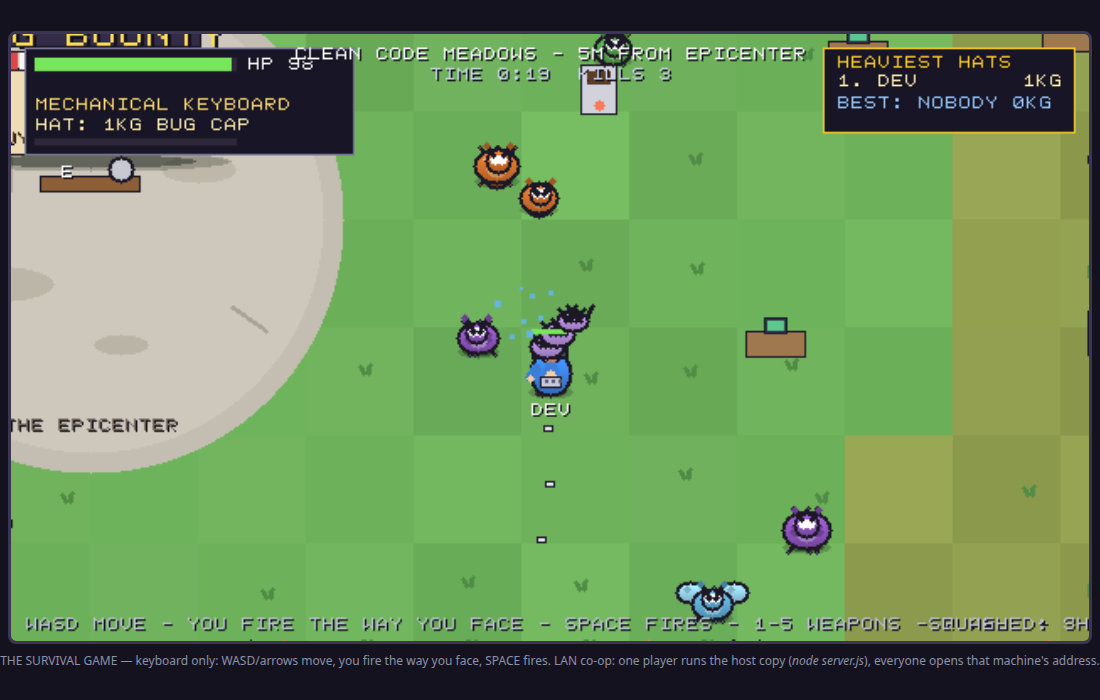 G BOUNTY
HP 98
CLEAN CODE MEADOWS - 5M FROM EPICENTER
TIME 0:19 KILLS 3
MECHANICAL KEYBOARD
HAT: 1KG BUG CAP
HEAVIEST HATS
1. DEV 1KG
BEST: NOBODY 0KG
E
THE EPICENTER
DEV
WASD MOVE - YOU FIRE THE WAY YOU FACE - SPACE FIRES - 1-5 WEAPONS -
SQUASHED: SH
THE SURVIVAL GAME — keyboard only: WASD/arrows move, you fire the way you face, SPACE fires. LAN co-op: one player runs the host copy (node server.js), everyone opens that machine's address.